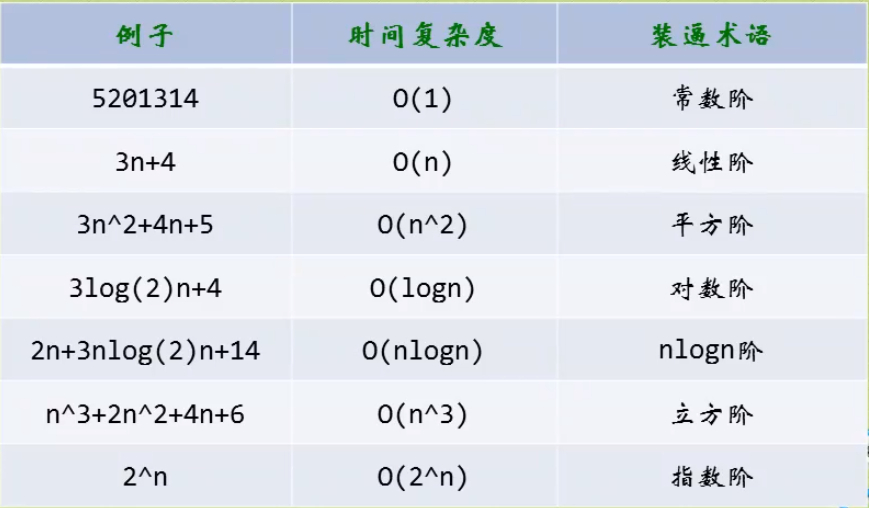 例子 时间复杂度 装逼术语
5201314 O(1) 常数阶
3n+4 O(n) 线性阶
3n^2+4n+5 O(n^2) 平方阶
3log(2)n+4 O(logn) 对数阶
2n+3nlog(2)n+14 O(nlogn) nlogn阶
n^3+2n^2+4n+6 O(n^3) 立方阶
2^n O(2^n) 指数阶